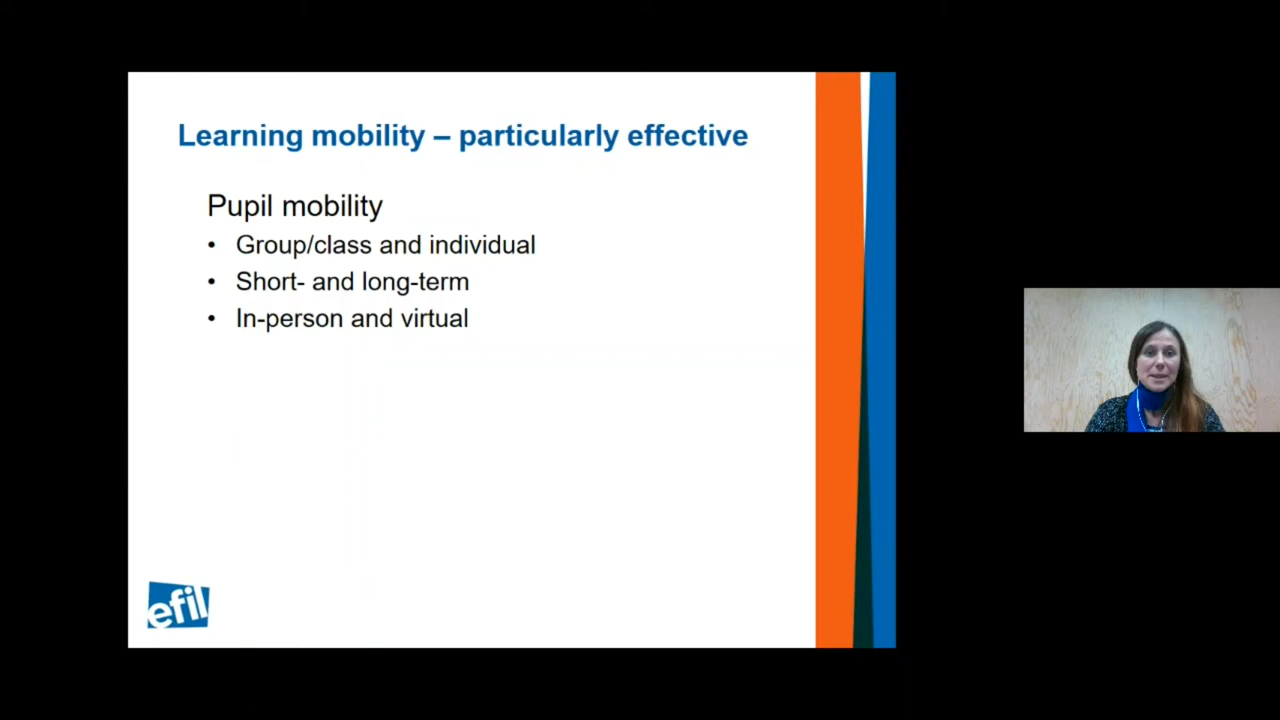 Learning mobility – particularly effective
Pupil mobility
• Group/class and individual
• Short- and long-term
• In-person and virtual
efil